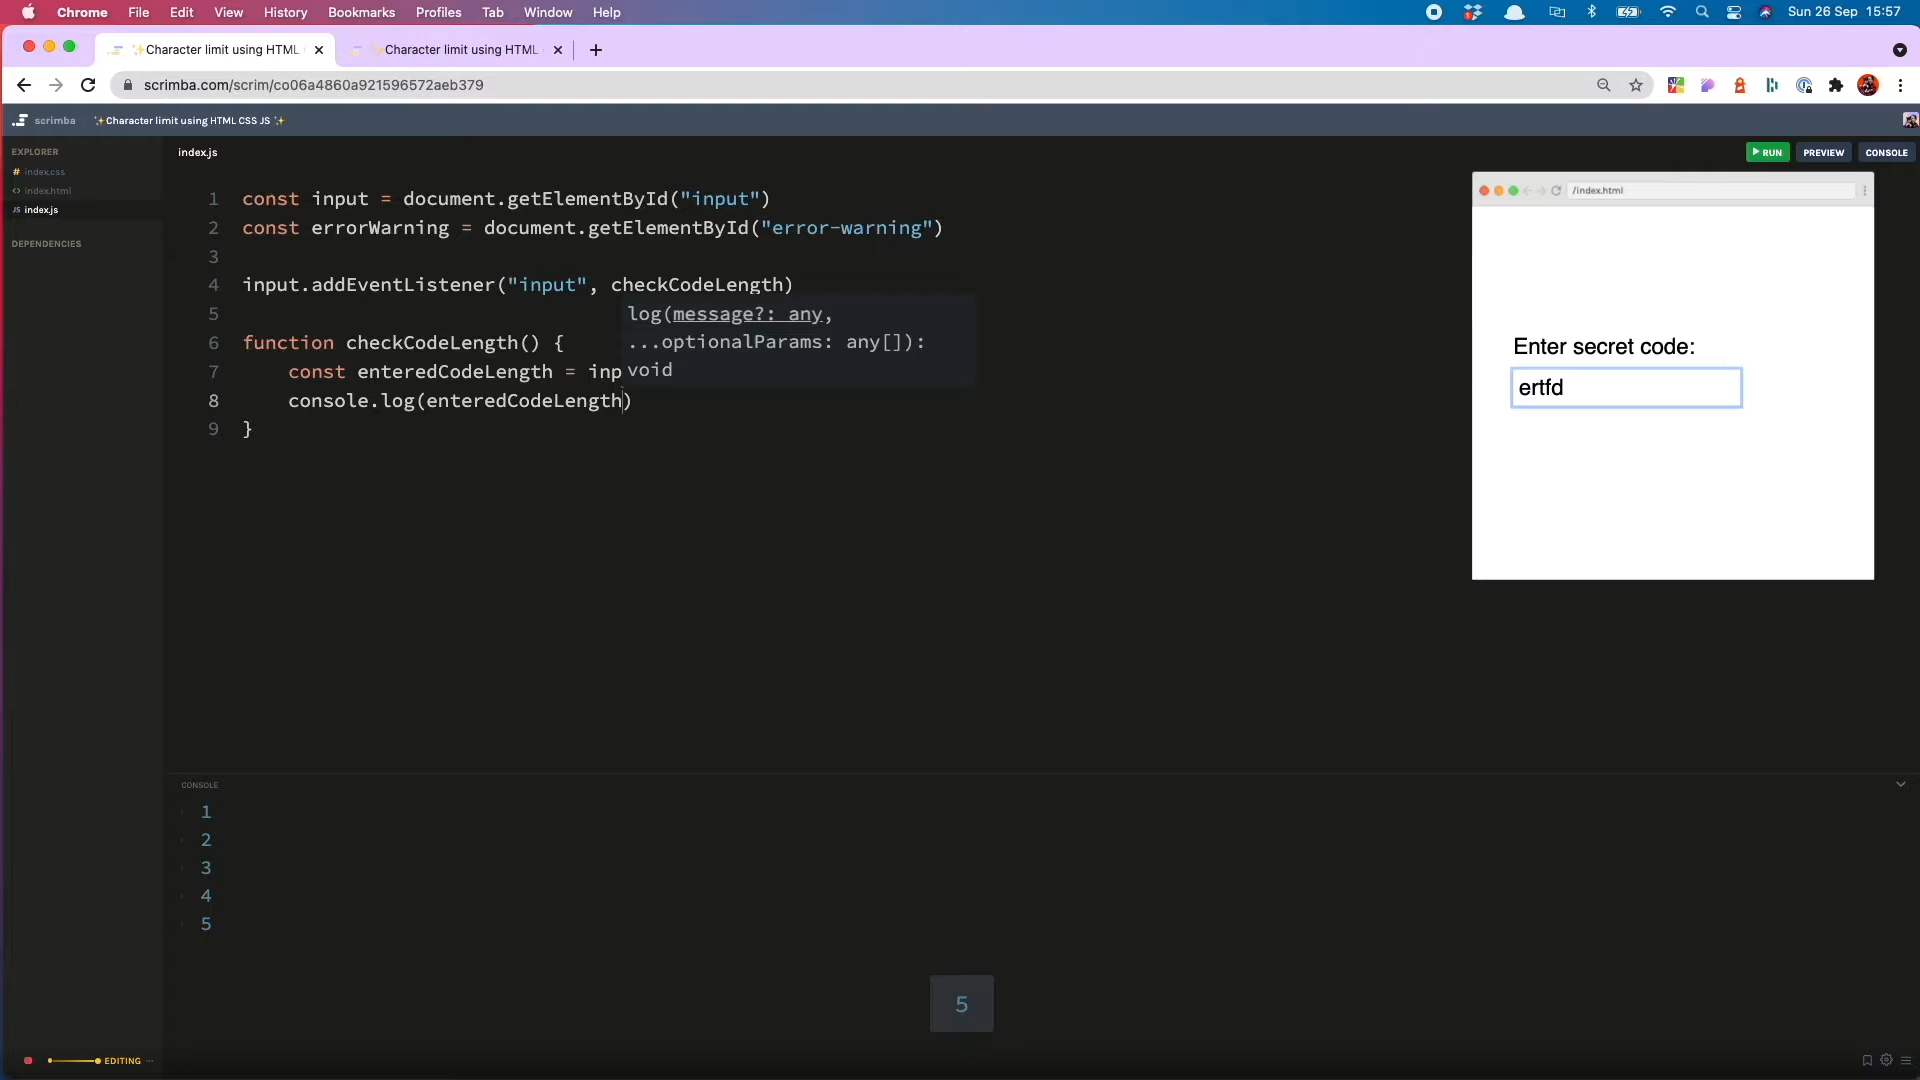 Chrome File Edit View History Bookmarks Profiles Tab Window Help
Sun 26 Sep 15:57
✨Character limit using HTML
Character limit using HTML
scrimba.com/scrim/co06a4860a921596572aeb379
scrimba ✨Character limit using HTML CSS JS ✨
EXPLORER
# index.css
<> index.html
JS index.js
DEPENDENCIES
index.js
RUN PREVIEW CONSOLE
1 const input = document.getElementById("input")
2 const errorWarning = document.getElementById("error-warning")
3
4 input.addEventListener("input", checkCodeLength)
5
6 function checkCodeLength() {
7 const enteredCodeLength = inp
8 console.log(enteredCodeLength)
9 }
log(message?: any,
...optionalParams: any[]):
void
/index.html
Enter secret code:
ertfd
CONSOLE
1
2
3
4
5
5
EDITING ...